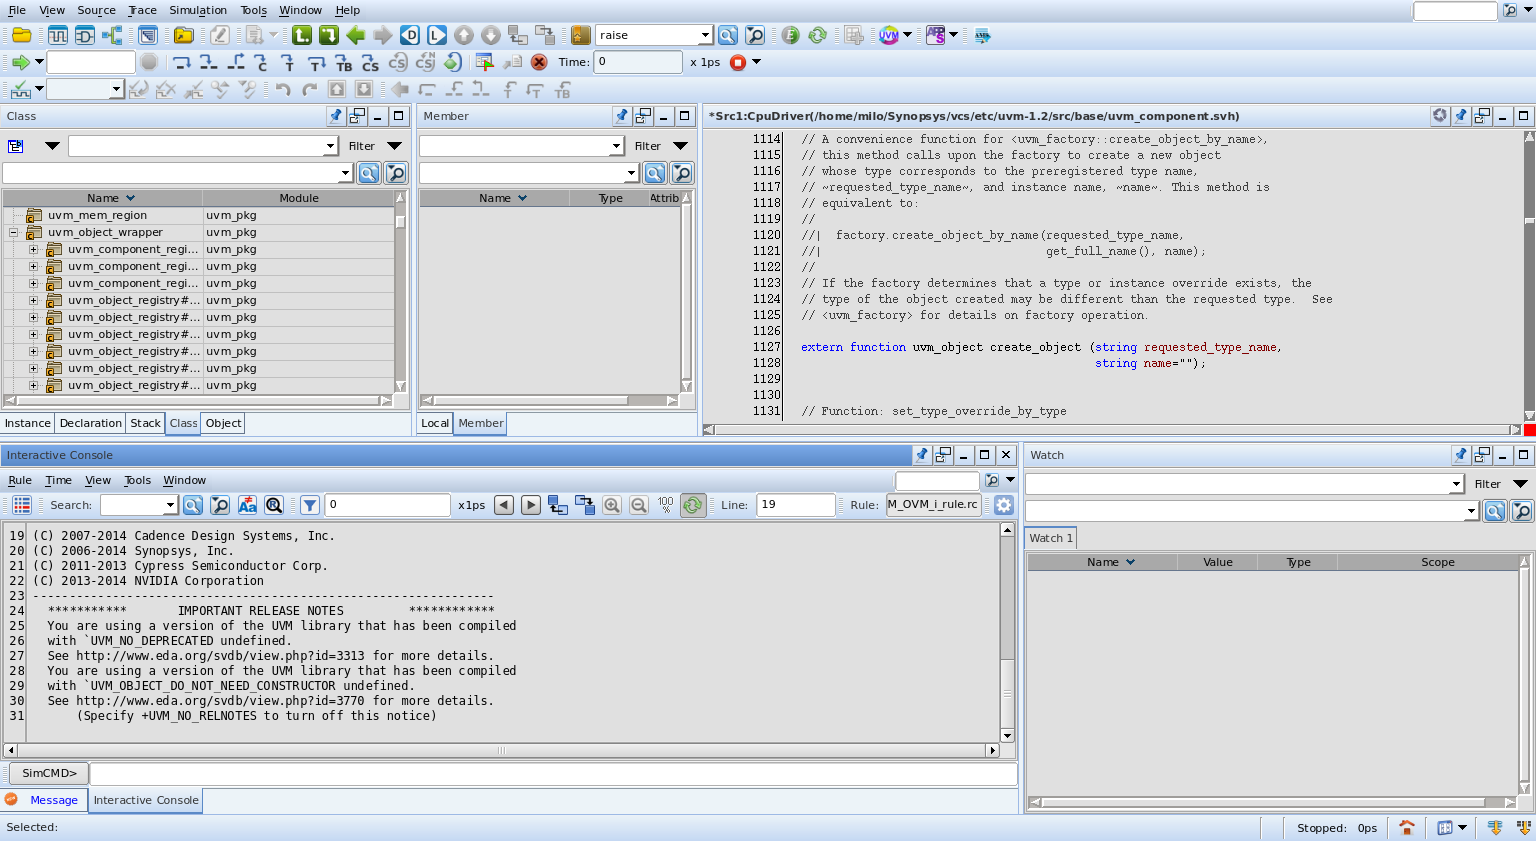 File View Source Trace Simulation Tools Window Help
raise
Time: 0 x 1ps
Class
Member
*Src1:CpuDriver(/home/milo/Synopsys/vcs/etc/uvm-1.2/src/base/uvm_component.svh)
Filter
Filter
Name Module
uvm_mem_region uvm_pkg
uvm_object_wrapper uvm_pkg
uvm_component_regi... uvm_pkg
uvm_component_regi... uvm_pkg
uvm_component_regi... uvm_pkg
uvm_object_registry#... uvm_pkg
uvm_object_registry#... uvm_pkg
uvm_object_registry#... uvm_pkg
uvm_object_registry#... uvm_pkg
uvm_object_registry#... uvm_pkg
uvm_object_registry#... uvm_pkg
Instance Declaration Stack Class Object
Name Type Attrib
Local Member
1114 // A convenience function for <uvm_factory::create_object_by_name>,
1115 // this method calls upon the factory to create a new object
1116 // whose type corresponds to the preregistered type name,
1117 // ~requested_type_name~, and instance name, ~name~. This method is
1118 // equivalent to:
1119 //
1120 //|  factory.create_object_by_name(requested_type_name,
1121 //|                                get_full_name(), name);
1122 //
1123 // If the factory determines that a type or instance override exists, the
1124 // type of the object created may be different than the requested type.  See
1125 // <uvm_factory> for details on factory operation.
1126
1127 extern function uvm_object create_object (string requested_type_name,
1128                                           string name="");
1129
1130
1131 // Function: set_type_override_by_type
Interactive Console
Rule Time View Tools Window
Search: 0 x1ps 100 % Line: 19 Rule: M_OVM_i_rule.rc
19 (C) 2007-2014 Cadence Design Systems, Inc.
20 (C) 2006-2014 Synopsys, Inc.
21 (C) 2011-2013 Cypress Semiconductor Corp.
22 (C) 2013-2014 NVIDIA Corporation
23 ----------------------------------------------------------------
24   ***********       IMPORTANT RELEASE NOTES         ************
25   You are using a version of the UVM library that has been compiled
26   with `UVM_NO_DEPRECATED undefined.
27   See http://www.eda.org/svdb/view.php?id=3313 for more details.
28   You are using a version of the UVM library that has been compiled
29   with `UVM_OBJECT_DO_NOT_NEED_CONSTRUCTOR undefined.
30   See http://www.eda.org/svdb/view.php?id=3770 for more details.
31       (Specify +UVM_NO_RELNOTES to turn off this notice)
SimCMD>
Message Interactive Console
Watch
Filter
Watch 1
Name Value Type Scope
Selected:
Stopped: 0ps